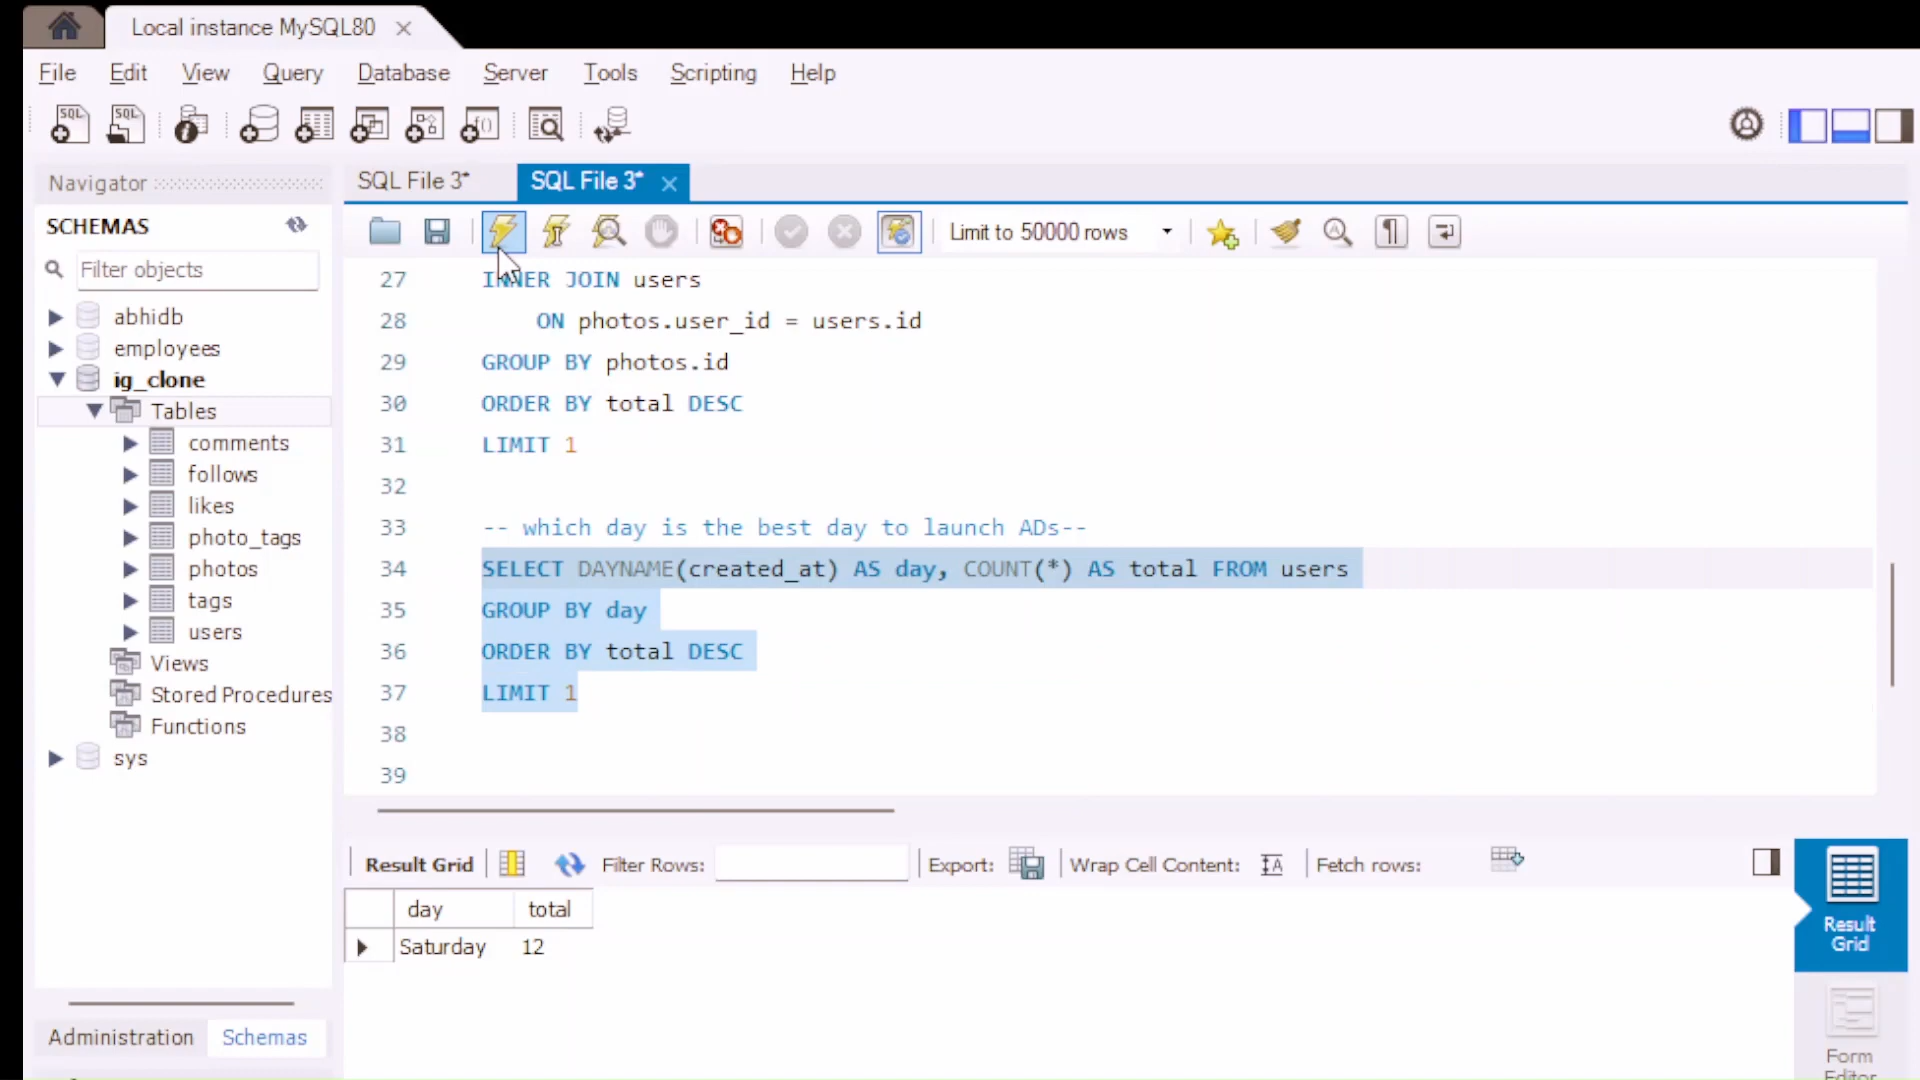 Local instance MySQL80
File Edit View Query Database Server Tools Scripting Help
Navigator
SCHEMAS
Filter objects
abhidb
employees
ig_clone
Tables
comments
follows
likes
photo_tags
photos
tags
users
Views
Stored Procedures
Functions
sys
Administration Schemas
SQL File 3* SQL File 3*
Limit to 50000 rows
27 INNER JOIN users
28 ON photos.user_id = users.id
29 GROUP BY photos.id
30 ORDER BY total DESC
31 LIMIT 1
32
33 -- which day is the best day to launch ADs--
34 SELECT DAYNAME(created_at) AS day, COUNT(*) AS total FROM users
35 GROUP BY day
36 ORDER BY total DESC
37 LIMIT 1
38
39
Result Grid Filter Rows: Export: Wrap Cell Content: Fetch rows:
day total
Saturday 12
Result
Grid
Form
Editor